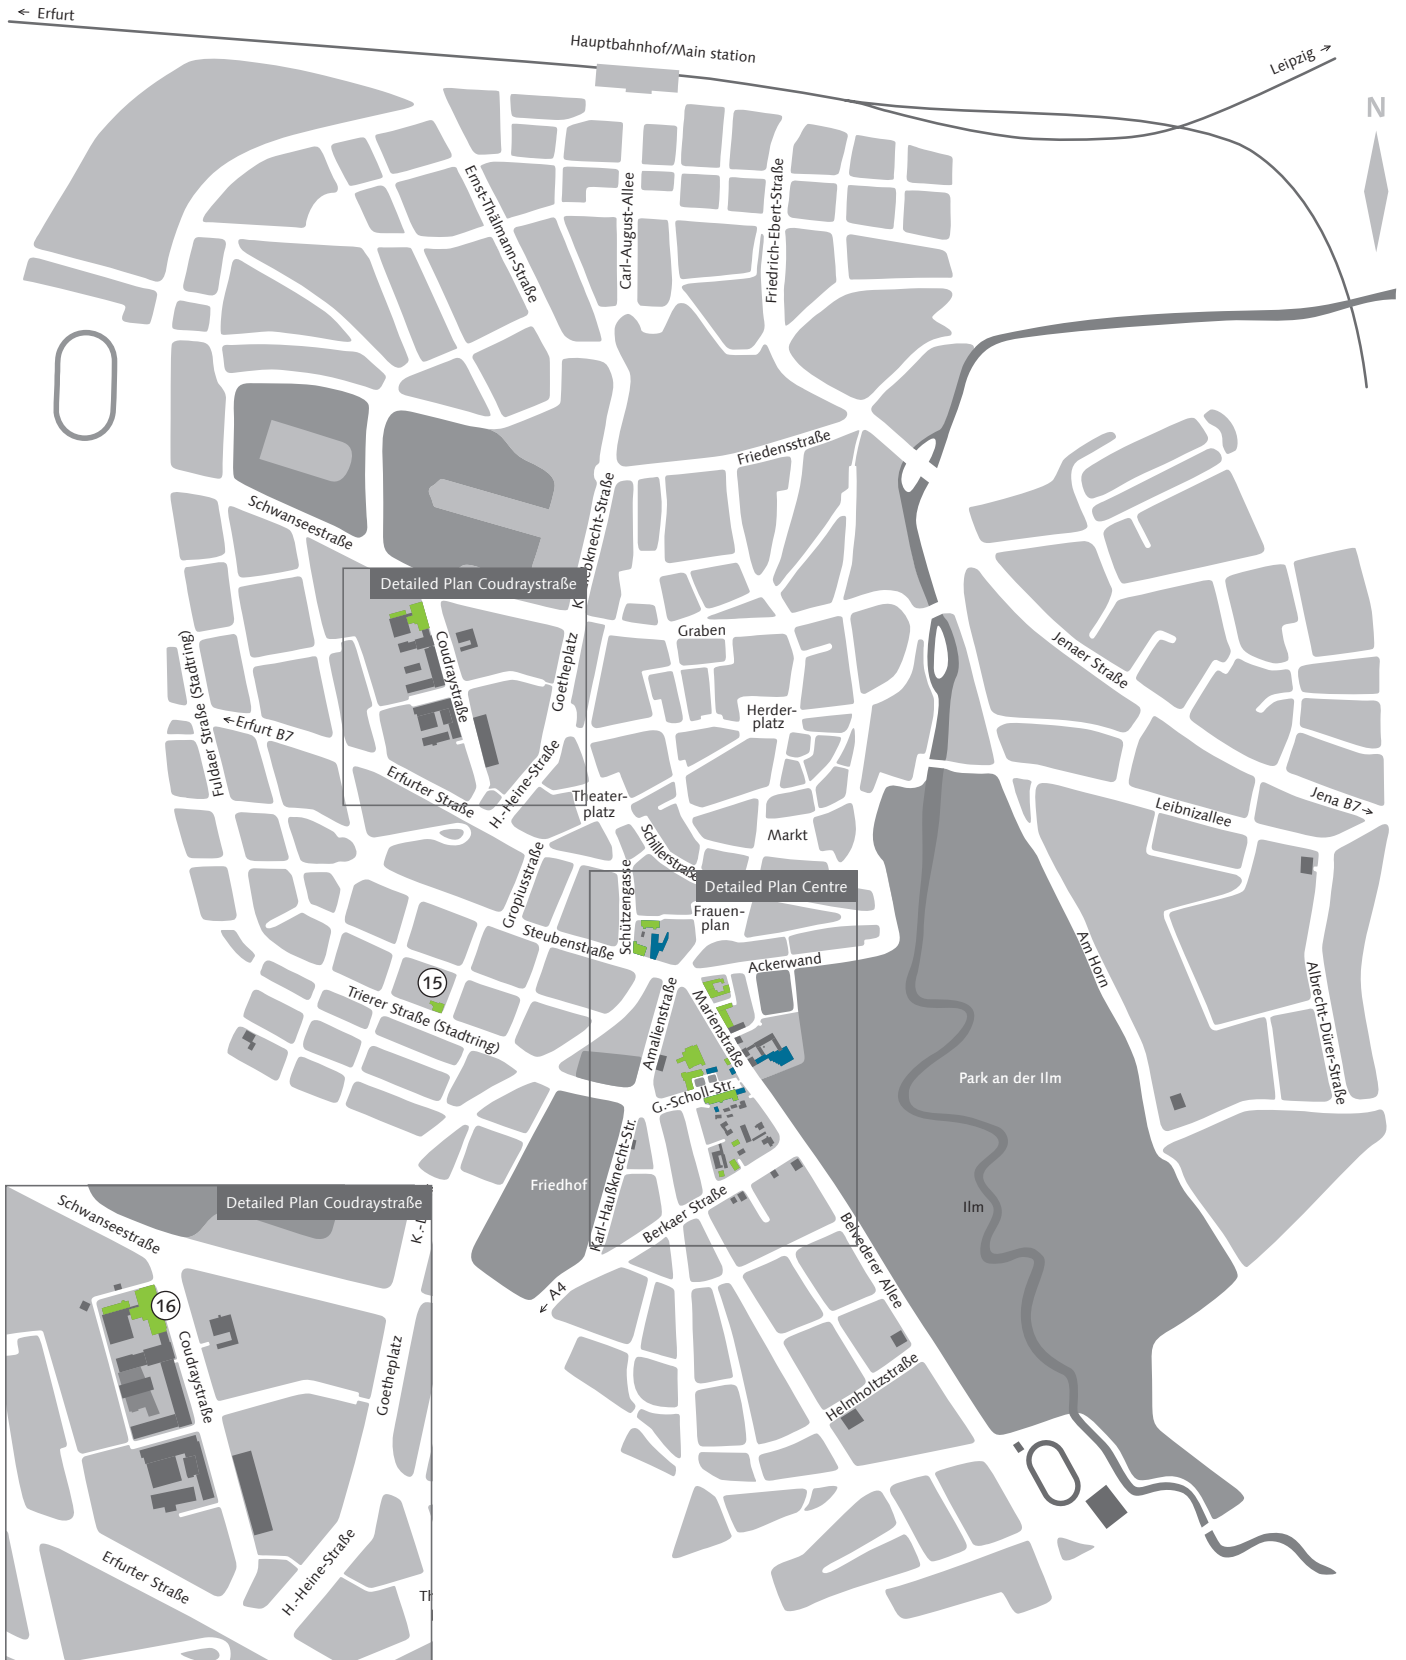 ← Erfurt
Hauptbahnhof/Main station
Leipzig →
N
Ernst-Thälmann-Straße
Carl-August-Allee
Friedrich-Ebert-Straße
Friedensstraße
Schwanseestraße
Detailed Plan Coudraystraße
Graben
Coudraystraße
Goetheplatz
Jenaer Straße
Fuldaer Straße (Stadtring)
← Erfurt B7
Herder-
platz
Erfurter Straße
H.-Heine-Straße
Theater-
platz
Schillerstraße
Markt
Leibnizallee
Jena B7 →
Gropiusstraße
Schützengasse
Detailed Plan Centre
Frauen-
plan
Steubenstraße
Ackerwand
Am Horn
Albrecht-Dürer-Straße
15
Trierer Straße (Stadtring)
Amalienstraße
Marienstraße
Park an der Ilm
G.-Scholl-Str.
Friedhof
Karl-Haußknecht-Str.
Berkaer Straße
Ilm
Belvederer Allee
← A4
Helmholtzstraße
Detailed Plan Coudraystraße
Schwanseestraße
16
Coudraystraße
Goetheplatz
Erfurter Straße
H.-Heine-Straße